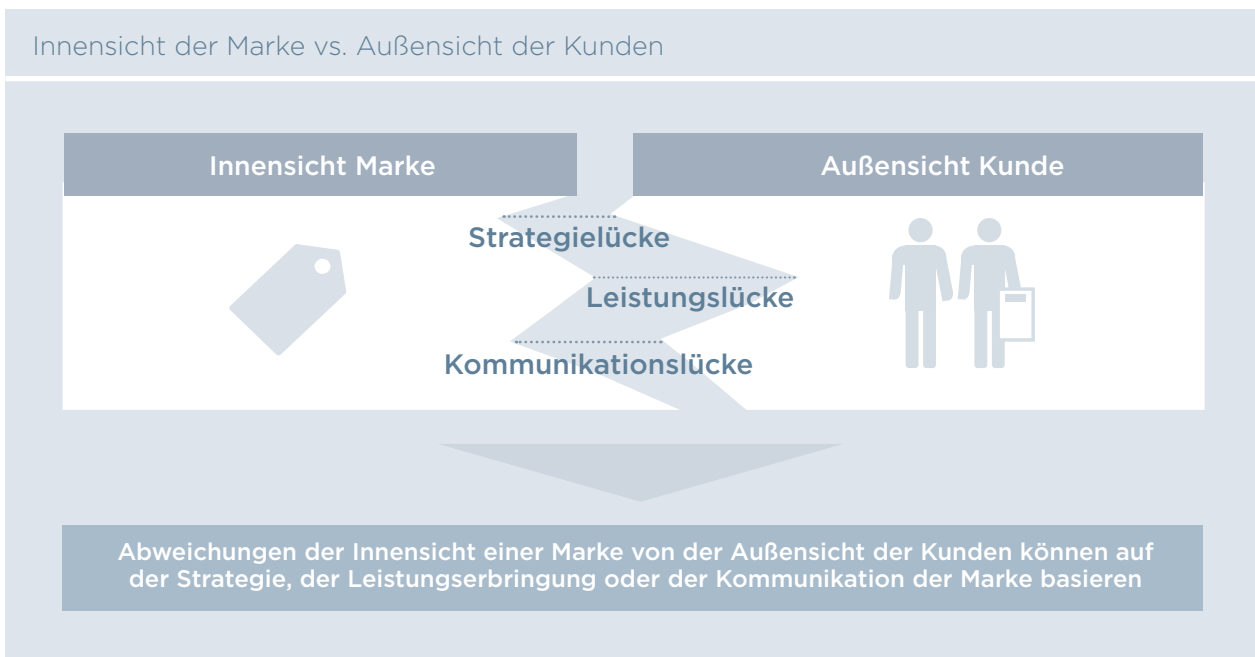 Innensicht der Marke vs. Außensicht der Kunden
Innensicht Marke
Außensicht Kunde
Strategielücke
Leistungslücke
Kommunikationslücke
Abweichungen der Innensicht einer Marke von der Außensicht der Kunden können auf
der Strategie, der Leistungserbringung oder der Kommunikation der Marke basieren